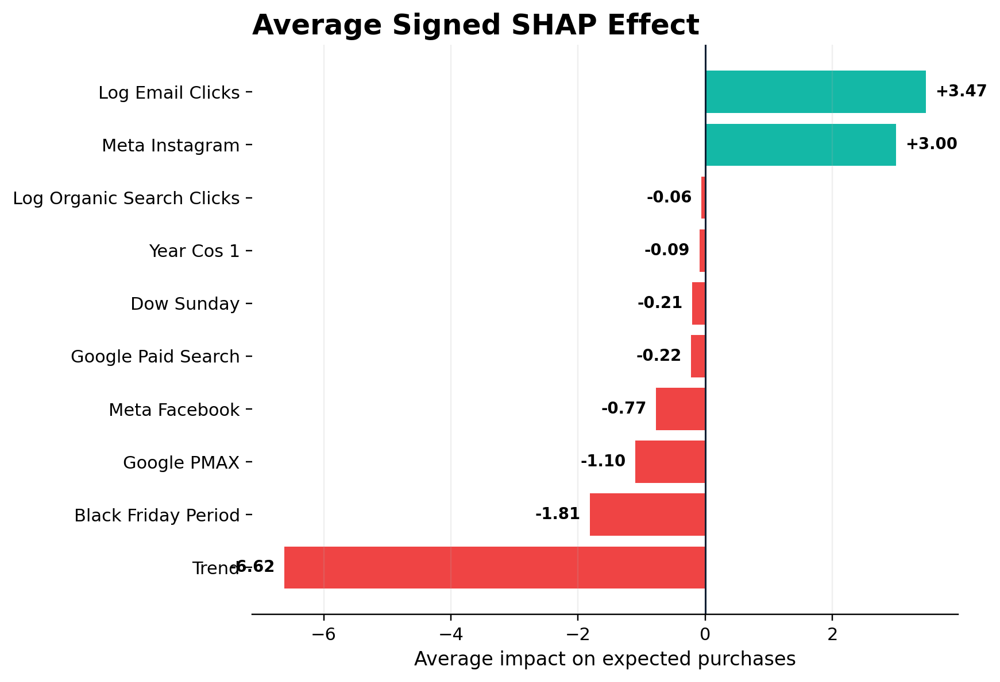 Average Signed SHAP Effect
Log Email Clicks
+3.47
Meta Instagram
+3.00
Log Organic Search Clicks
-0.06
Year Cos 1
-0.09
Dow Sunday
-0.21
Google Paid Search
-0.22
Meta Facebook
-0.77
Google PMAX
-1.10
Black Friday Period
-1.81
Trend
-6.62
−6 −4 −2 0 2
Average impact on expected purchases